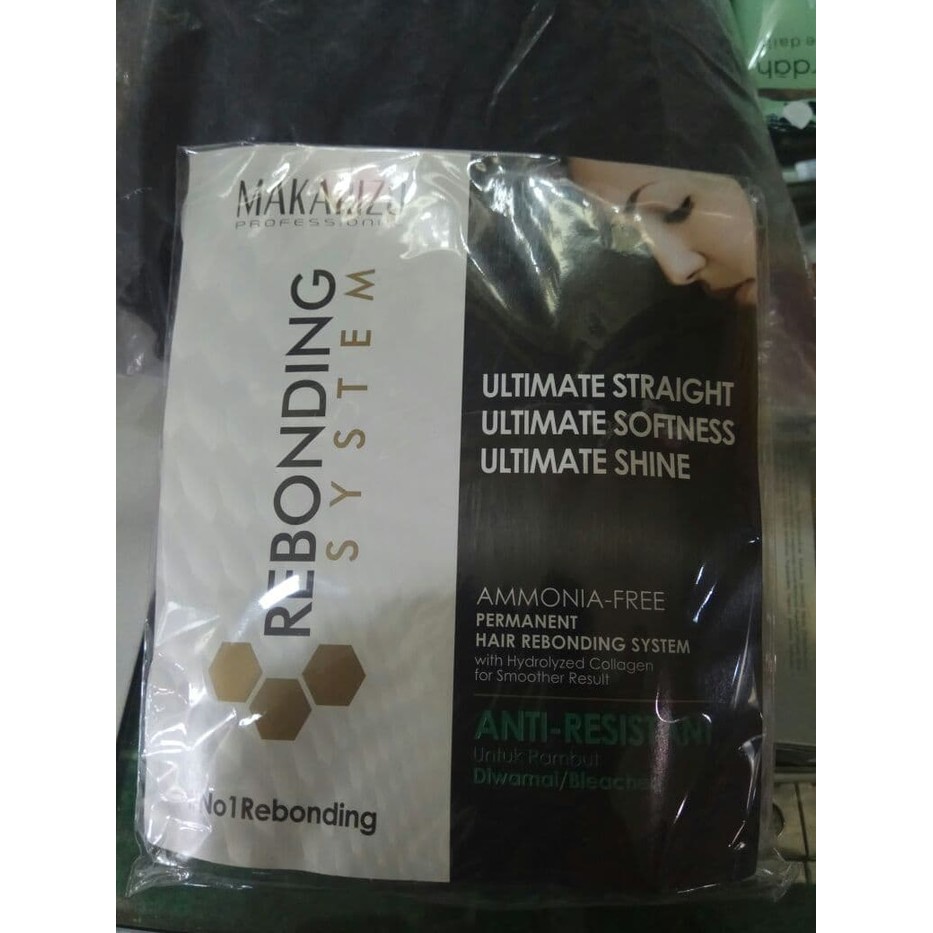 MAKARIZO
PROFESSIONAL
REBONDING
SYSTEM
No1Rebonding
ULTIMATE STRAIGHT
ULTIMATE SOFTNESS
ULTIMATE SHINE
AMMONIA-FREE
PERMANENT
HAIR REBONDING SYSTEM
with Hydrolyzed Collagen
for Smoother Result
ANTI-RESISTANT
Untuk Rambut
Diwarnai/Bleached